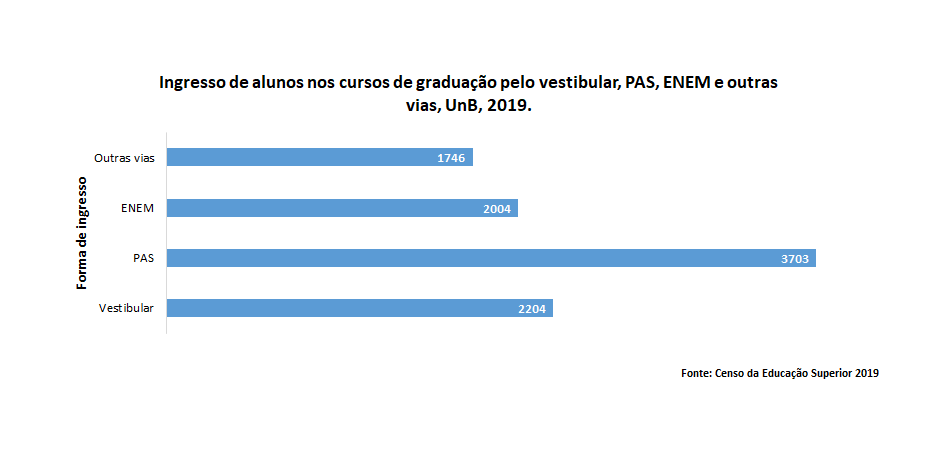 Ingresso de alunos nos cursos de graduação pelo vestibular, PAS, ENEM e outras
vias, UnB, 2019.
Forma de ingresso
Outras vias 1746
ENEM 2004
PAS 3703
Vestibular 2204
Fonte: Censo da Educação Superior 2019